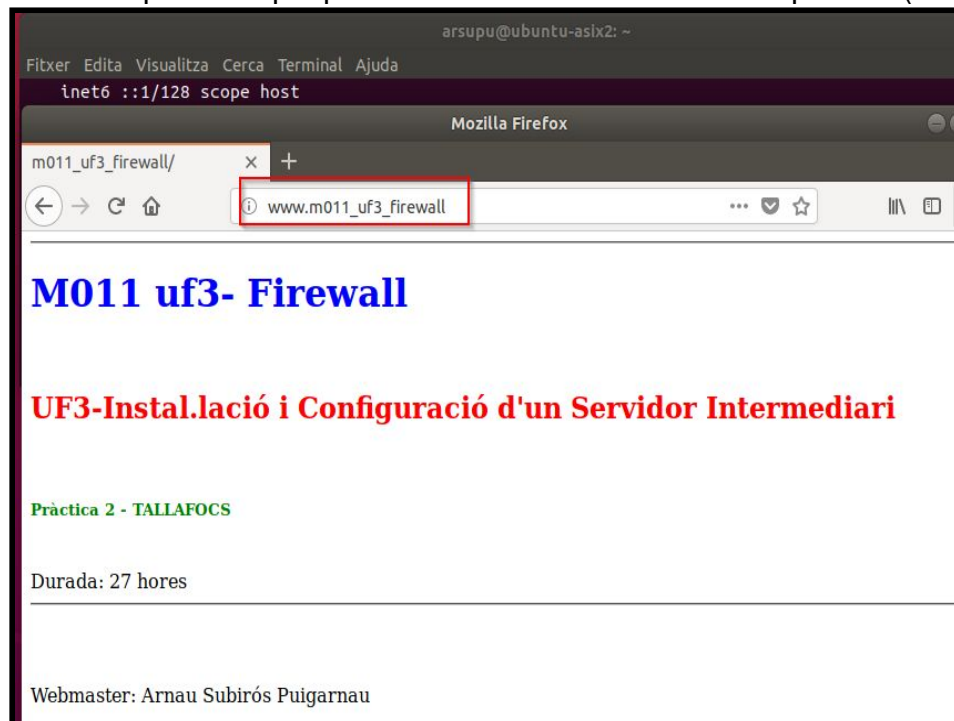 arsupu@ubuntu-asix2: ~
Fitxer Edita Visualitza Cerca Terminal Ajuda
inet6 ::1/128 scope host
Mozilla Firefox
m011_uf3_firewall/ × +
www.m011_uf3_firewall
M011 uf3- Firewall
UF3-Instal.lació i Configuració d'un Servidor Intermediari
Pràctica 2 - TALLAFOCS
Durada: 27 hores
Webmaster: Arnau Subirós Puigarnau